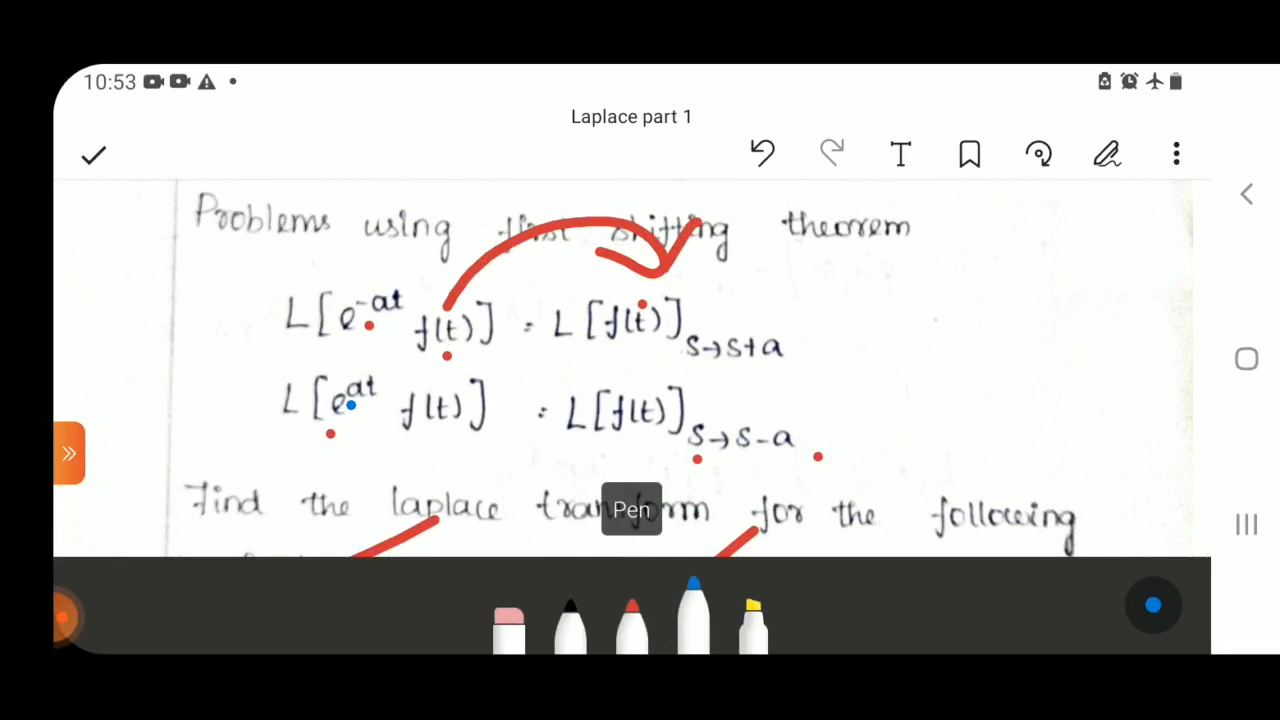 10:53
Laplace part 1
T
Problems using first shifting theorem
L[e^-at f(t)] = L[f(t)] s→s+a
L[e^at f(t)] = L[f(t)] s→s-a
Find the laplace transform for the following
Pen